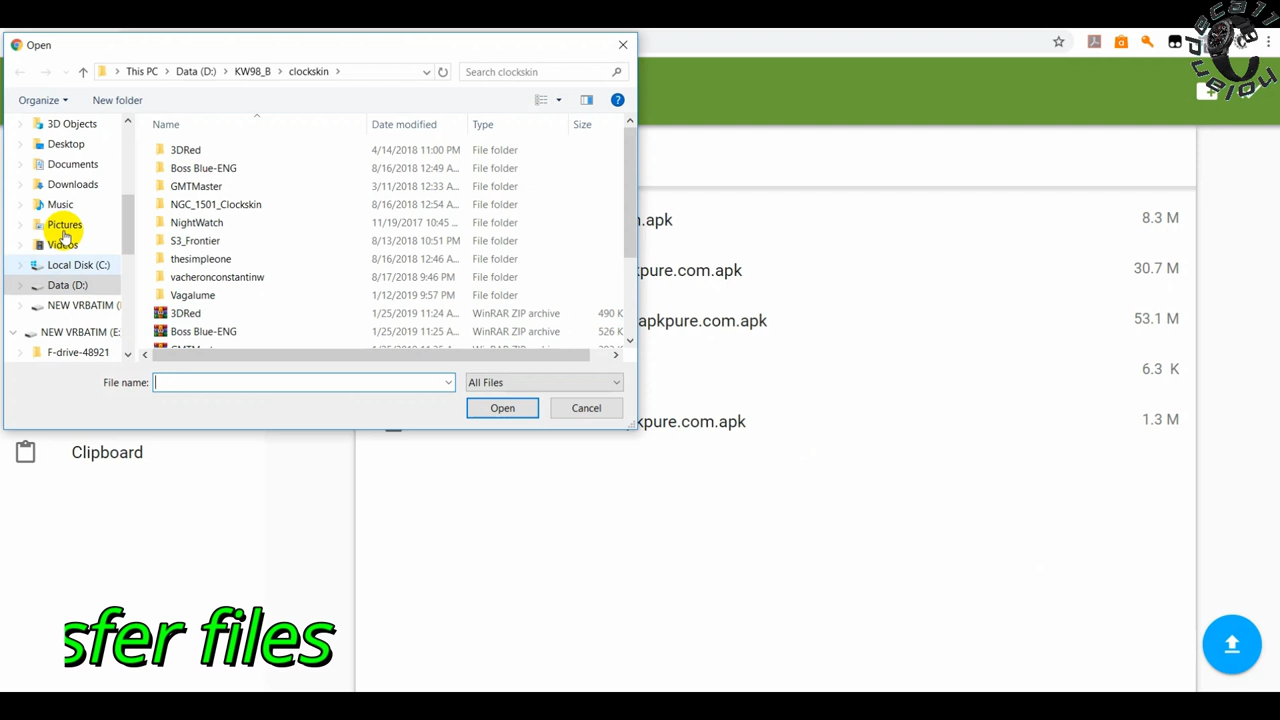 Open
This PC > Data (D:) > KW98_B > clockskin >
Search clockskin
Organize
New folder
Name Date modified Type Size
3D Objects
Desktop
Documents
Downloads
Music
Pictures
Videos
Local Disk (C:)
Data (D:)
NEW VRBATIM (
NEW VRBATIM (E:
F-drive-48921
3DRed 4/14/2018 11:00 PM File folder
Boss Blue-ENG 8/16/2018 12:49 A... File folder
GMTMaster 3/11/2018 12:33 A... File folder
NGC_1501_Clockskin 8/16/2018 12:54 A... File folder
NightWatch 11/19/2017 10:45 ... File folder
S3_Frontier 8/13/2018 10:51 P... File folder
thesimpleone 8/16/2018 12:46 A... File folder
vacheronconstantinw 8/17/2018 9:46 PM File folder
Vagalume 1/12/2019 9:57 PM File folder
3DRed 1/25/2019 11:24 A... WinRAR ZIP archive 490 K
Boss Blue-ENG 1/25/2019 11:25 A... WinRAR ZIP archive 526 K
File name:
All Files
Open
Cancel
m.apk 8.3 M
kpure.com.apk 30.7 M
apkpure.com.apk 53.1 M
6.3 K
kpure.com.apk 1.3 M
Clipboard
sfer files